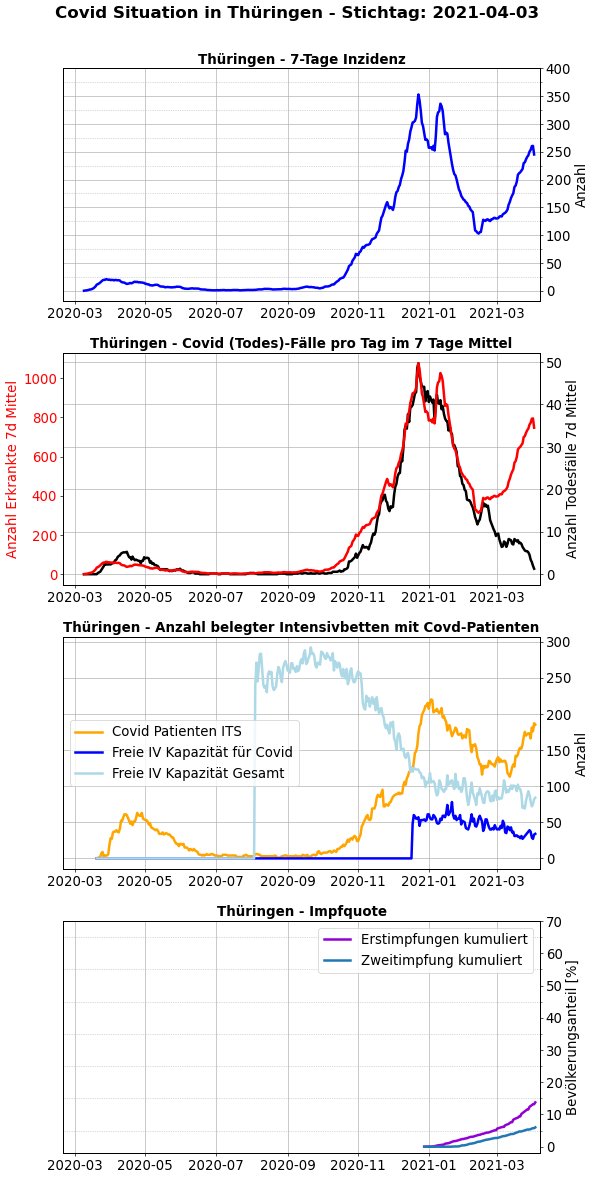 Covid Situation in Thüringen - Stichtag: 2021-04-03
Thüringen - 7-Tage Inzidenz
400
350
300
250
200
150
100
50
0
Anzahl
2020-03 2020-05 2020-07 2020-09 2020-11 2021-01 2021-03
Thüringen - Covid (Todes)-Fälle pro Tag im 7 Tage Mittel
Anzahl Erkrankte 7d Mittel
1000
800
600
400
200
0
50
40
30
20
10
0
Anzahl Todesfälle 7d Mittel
2020-03 2020-05 2020-07 2020-09 2020-11 2021-01 2021-03
Thüringen - Anzahl belegter Intensivbetten mit Covd-Patienten
Covid Patienten ITS
Freie IV Kapazität für Covid
Freie IV Kapazität Gesamt
300
250
200
150
100
50
0
Anzahl
2020-03 2020-05 2020-07 2020-09 2020-11 2021-01 2021-03
Thüringen - Impfquote
Erstimpfungen kumuliert
Zweitimpfung kumuliert
70
60
50
40
30
20
10
0
Bevölkerungsanteil [%]
2020-03 2020-05 2020-07 2020-09 2020-11 2021-01 2021-03